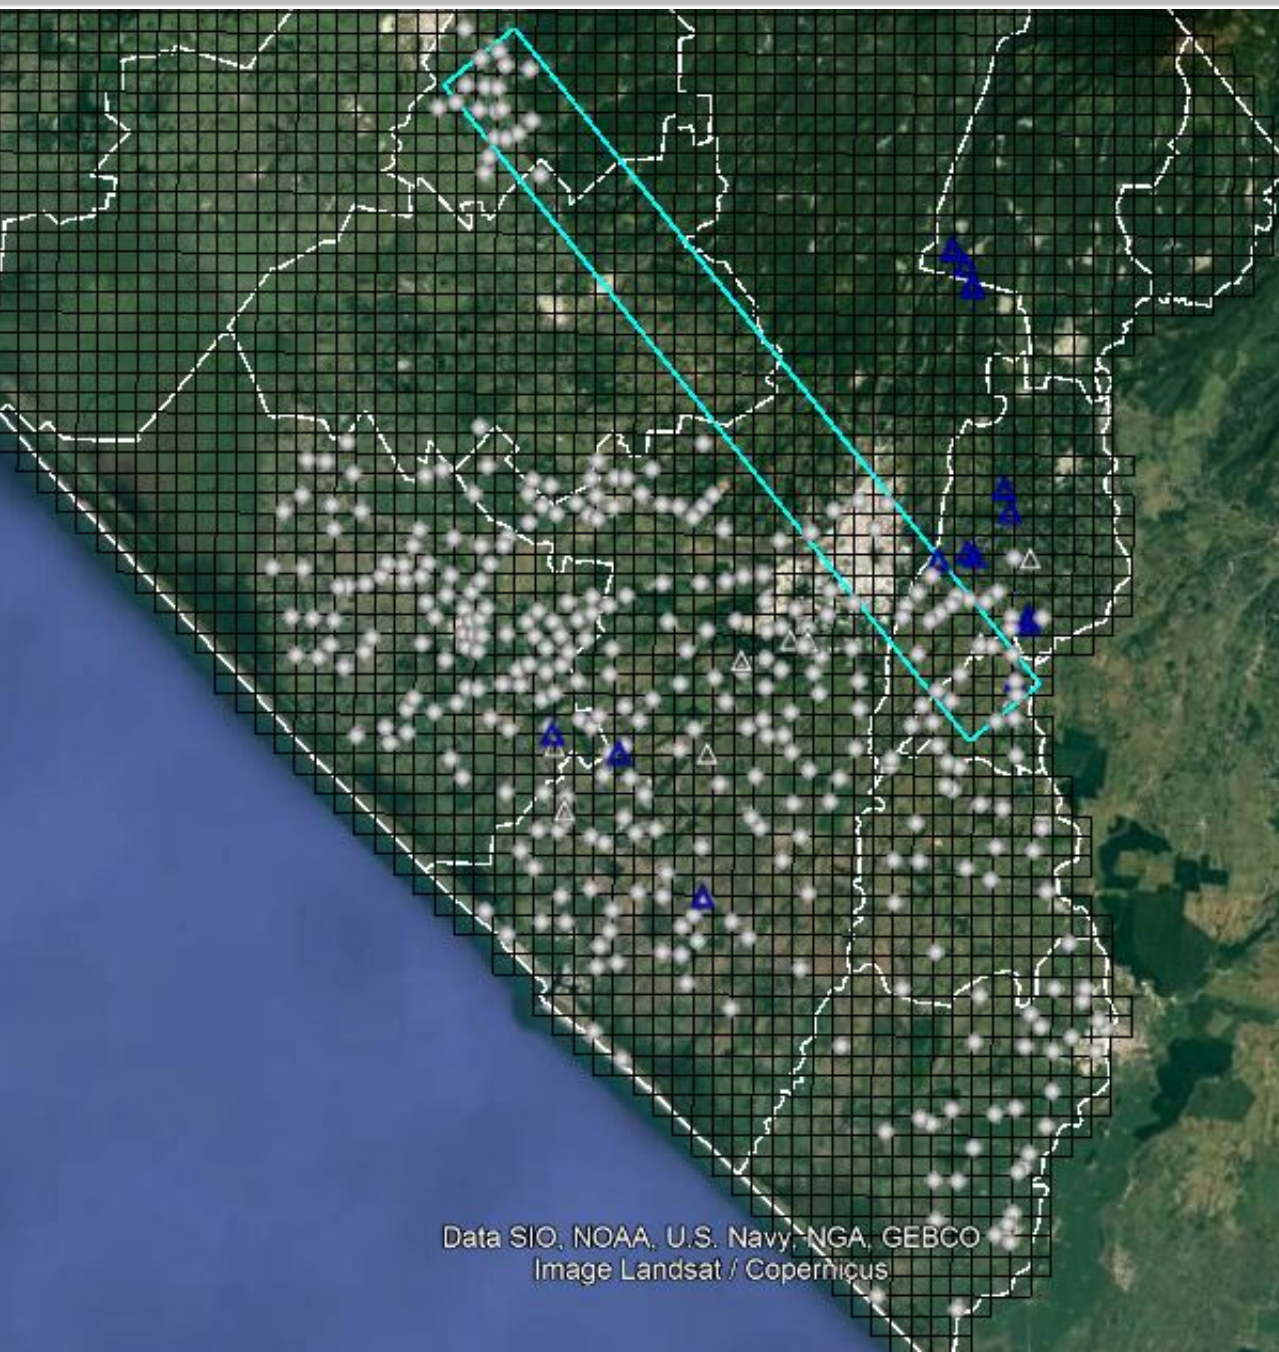 Data SIO, NOAA, U.S. Navy, NGA, GEBCO
Image Landsat / Copernicus